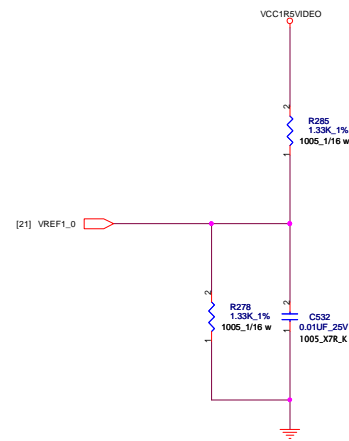 VCC1R5VIDEO
2
R285
1.33K_1%
1005_1/16 w
1
[21] VREF1_0
2
R278
1.33K_1%
1005_1/16 w
1
2
C532
0.01UF_25V
1005_X7R_K
1